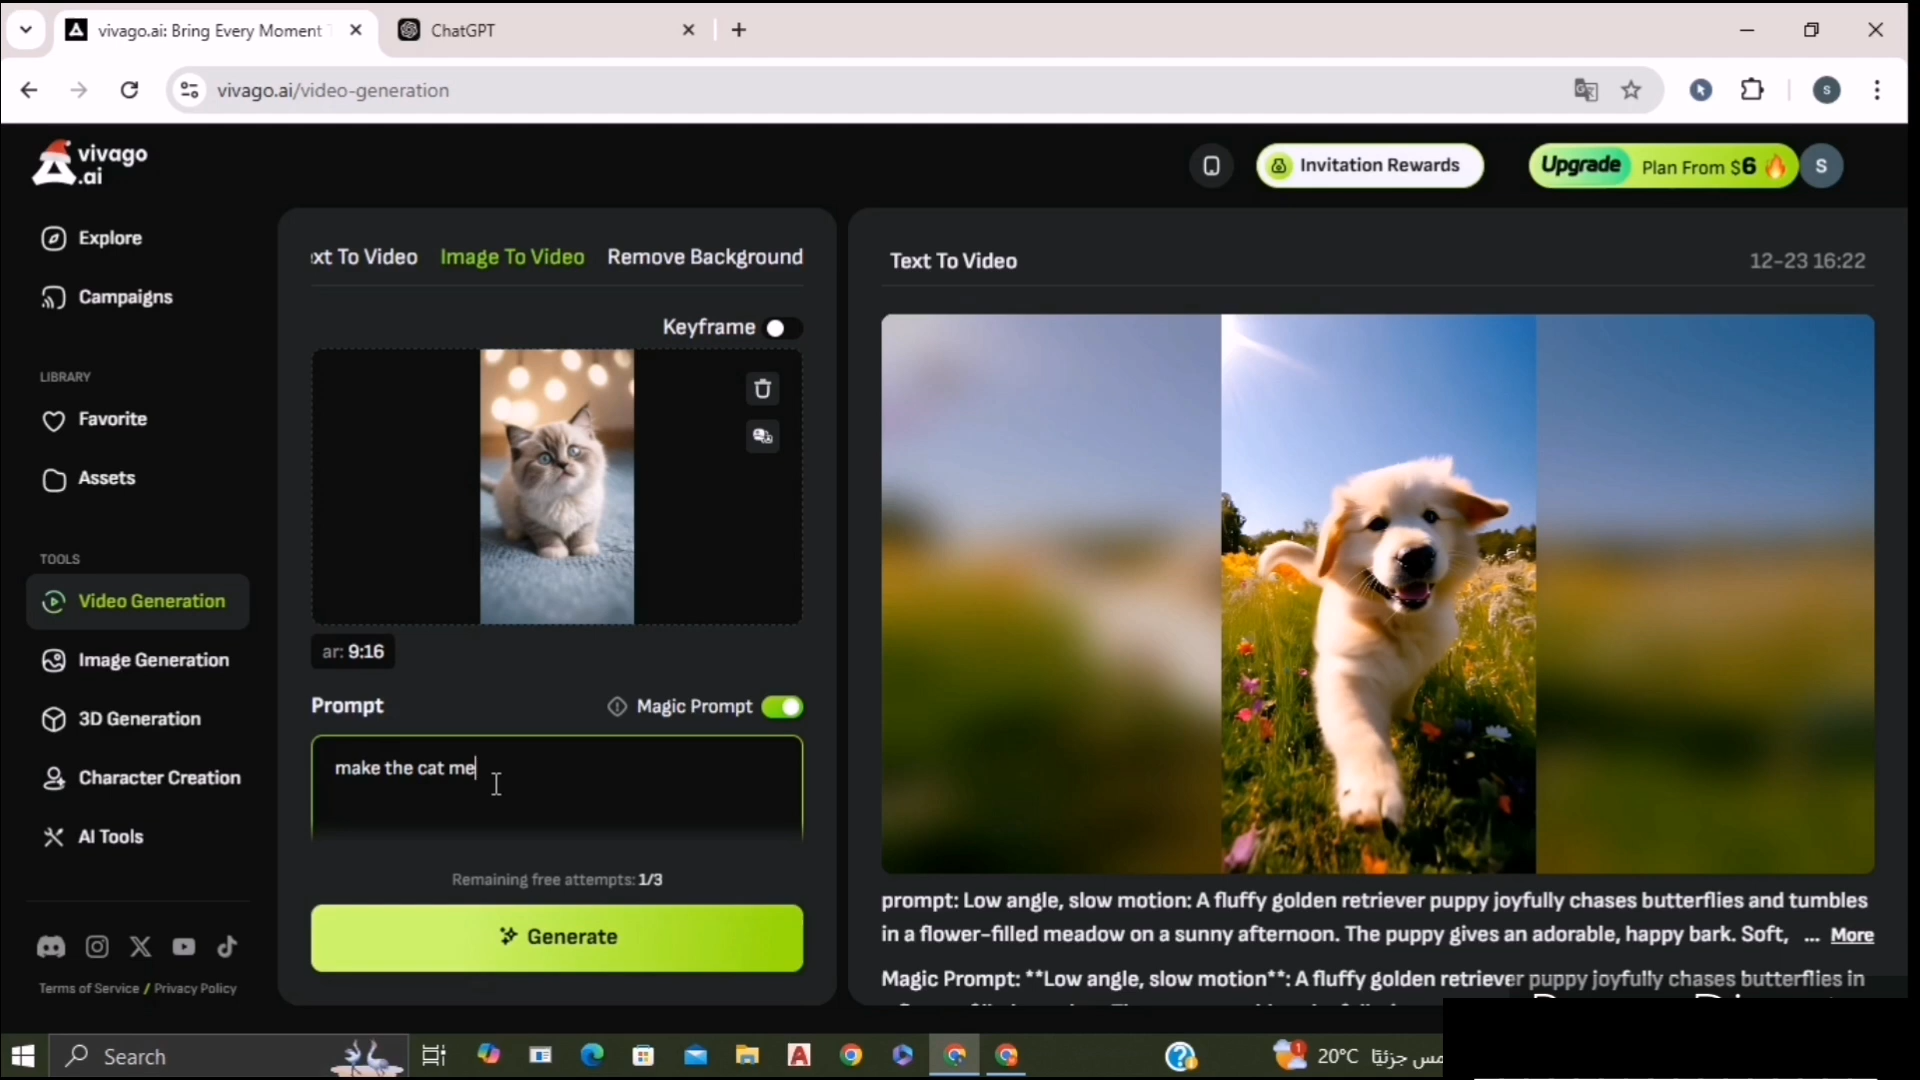 vivago.ai: Bring Every Moment
ChatGPT
vivago.ai/video-generation
S
vivago
.ai
Invitation Rewards
Upgrade Plan From $6
S
Explore
Campaigns
LIBRARY
Favorite
Assets
TOOLS
Video Generation
Image Generation
3D Generation
Character Creation
AI Tools
Terms of Service / Privacy Policy
xt To Video Image To Video Remove Background
Keyframe
ar: 9:16
Prompt Magic Prompt
make the cat me
Remaining free attempts: 1/3
Generate
Text To Video 12-23 16:22
prompt: Low angle, slow motion: A fluffy golden retriever puppy joyfully chases butterflies and tumbles
in a flower-filled meadow on a sunny afternoon. The puppy gives an adorable, happy bark. Soft, ... More
Magic Prompt: **Low angle, slow motion**: A fluffy golden retriever puppy joyfully chases butterflies in
Search
1
20°C مس جزئيًا